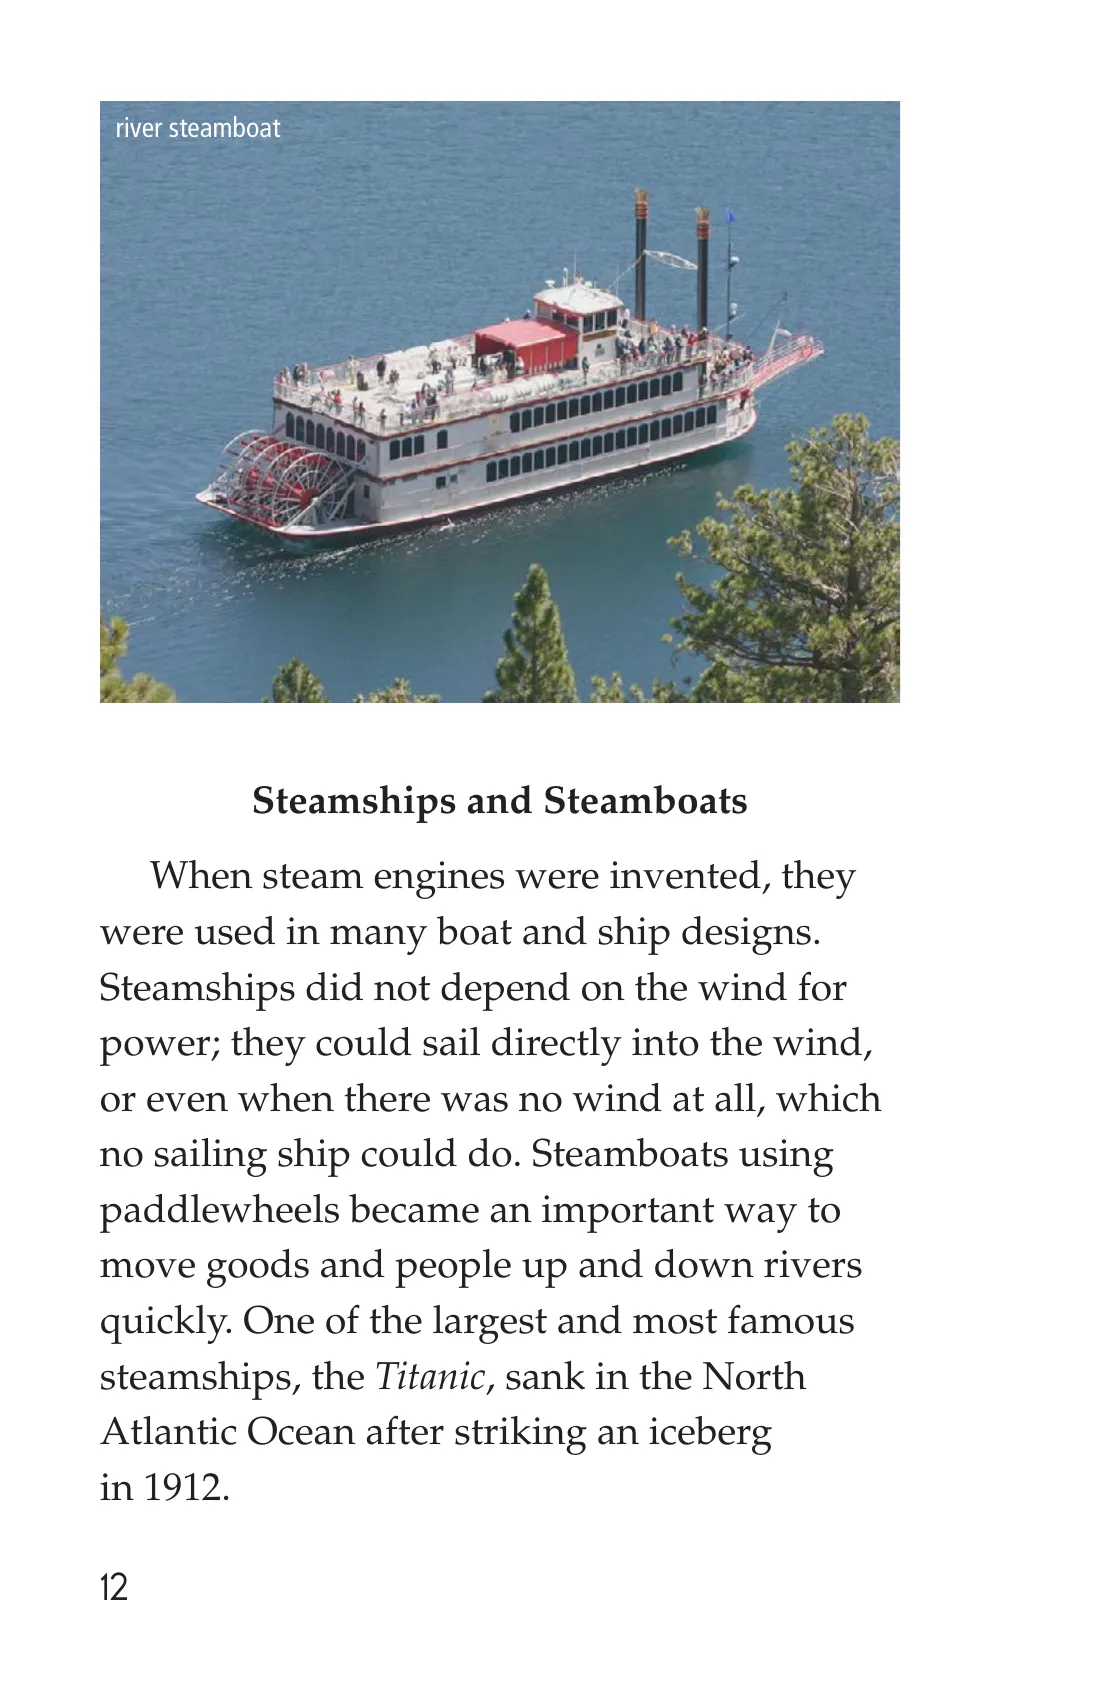 river steamboat
Steamships and Steamboats
When steam engines were invented, they
were used in many boat and ship designs.
Steamships did not depend on the wind for
power; they could sail directly into the wind,
or even when there was no wind at all, which
no sailing ship could do. Steamboats using
paddlewheels became an important way to
move goods and people up and down rivers
quickly. One of the largest and most famous
steamships, the Titanic, sank in the North
Atlantic Ocean after striking an iceberg
in 1912.
12